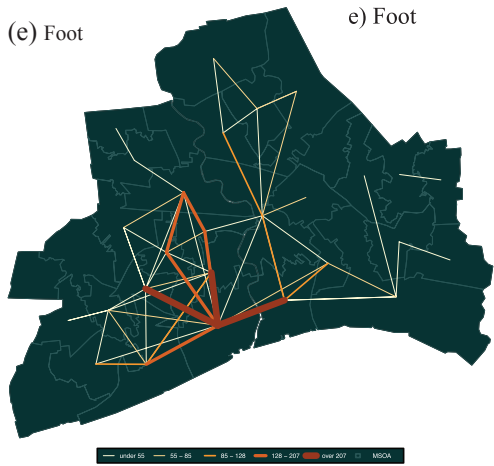 (e) Foot
e) Foot
under 55 55 – 85 85 – 128 128 – 207 over 207 MSOA